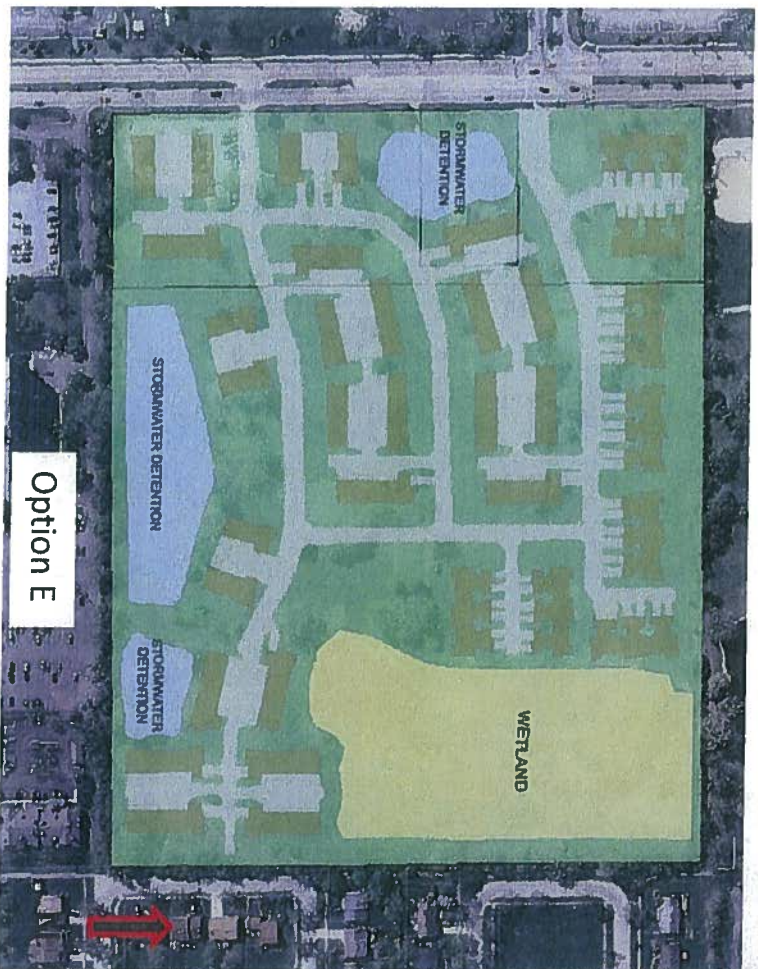 STORMWATER
DETENTION
STORMWATER DETENTION
STORMWATER
DETENTION
WETLAND
Option E